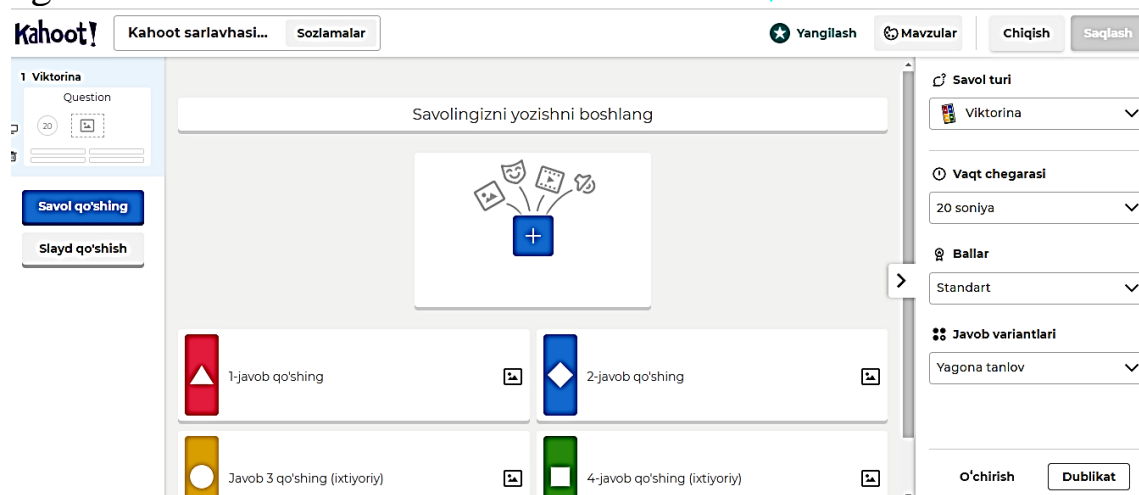 Kahoot!
Kahoot sarlavhasi... Sozlamalar
Yangilash
Mavzular
Chiqish
Saqlash
1 Viktorina
Question
20
Savol qo'shing
Slayd qo'shish
Savolingizni yozishni boshlang
1-javob qo'shing
2-javob qo'shing
Javob 3 qo'shing (ixtiyoriy)
4-javob qo'shing (ixtiyoriy)
Savol turi
Viktorina
Vaqt chegarasi
20 soniya
Ballar
Standart
Javob variantlari
Yagona tanlov
Oʻchirish
Dublikat